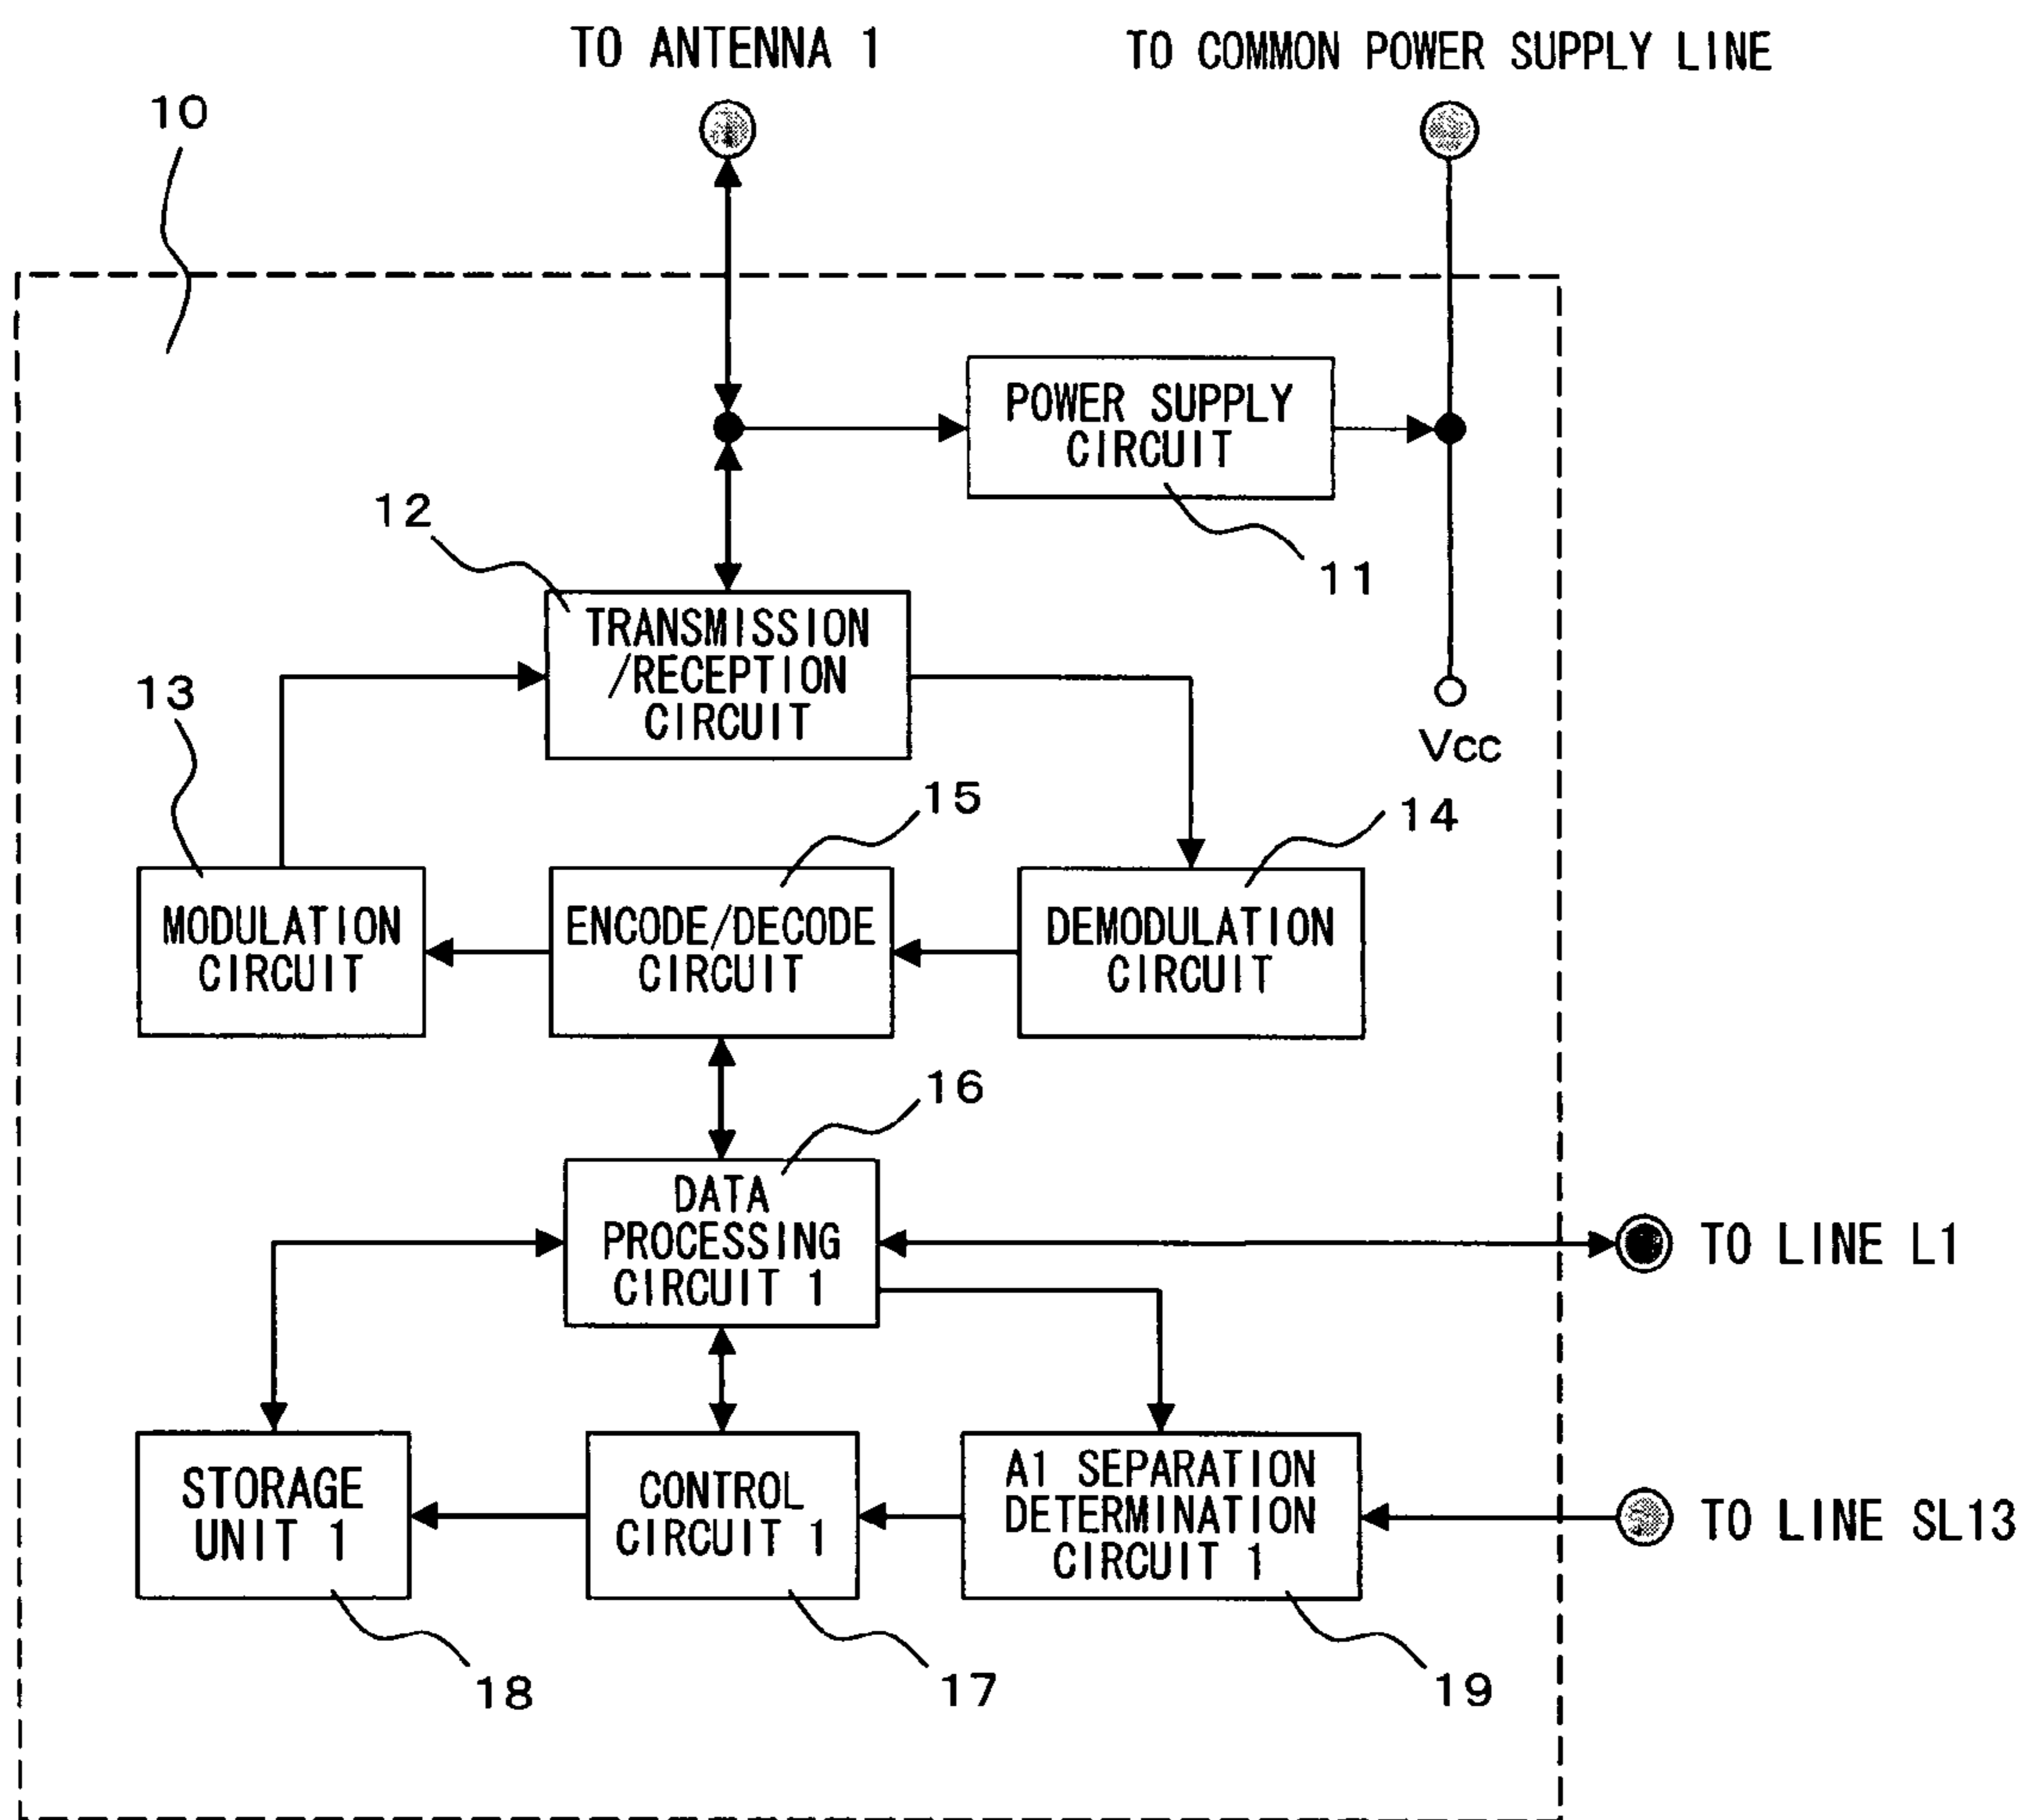 TO ANTENNA 1
TO COMMON POWER SUPPLY LINE
10
POWER SUPPLY
CIRCUIT
11
12
TRANSMISSION
/RECEPTION
CIRCUIT
13
Vcc
15
14
MODULATION
CIRCUIT
ENCODE/DECODE
CIRCUIT
DEMODULATION
CIRCUIT
16
DATA
PROCESSING
CIRCUIT 1
TO LINE L1
STORAGE
UNIT 1
CONTROL
CIRCUIT 1
A1 SEPARATION
DETERMINATION
CIRCUIT 1
TO LINE SL13
18
17
19